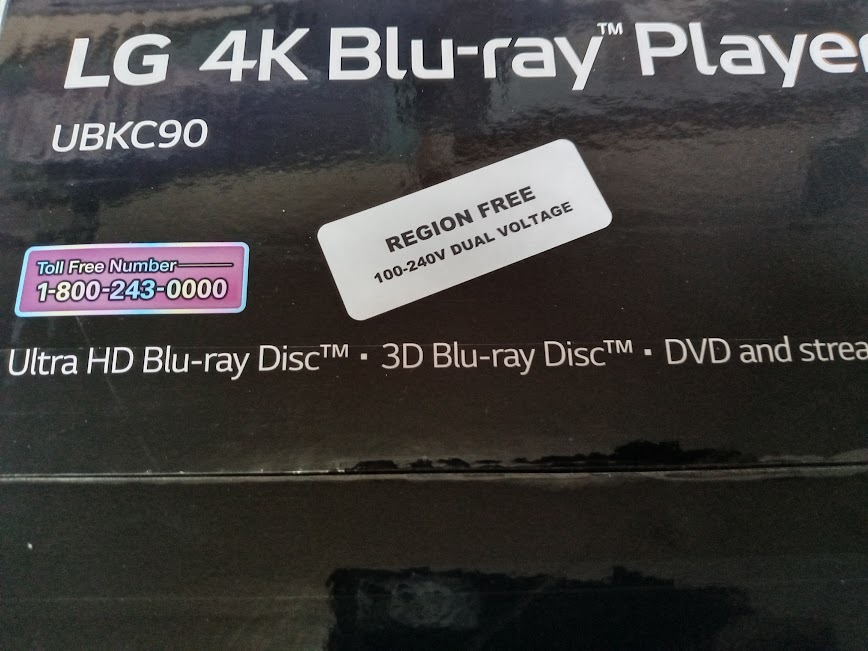 LG 4K Blu-ray™ Playe
UBKC90
REGION FREE
100-240V DUAL VOLTAGE
Toll Free Number
1-800-243-0000
Ultra HD Blu-ray Disc™ · 3D Blu-ray Disc™ · DVD and strea